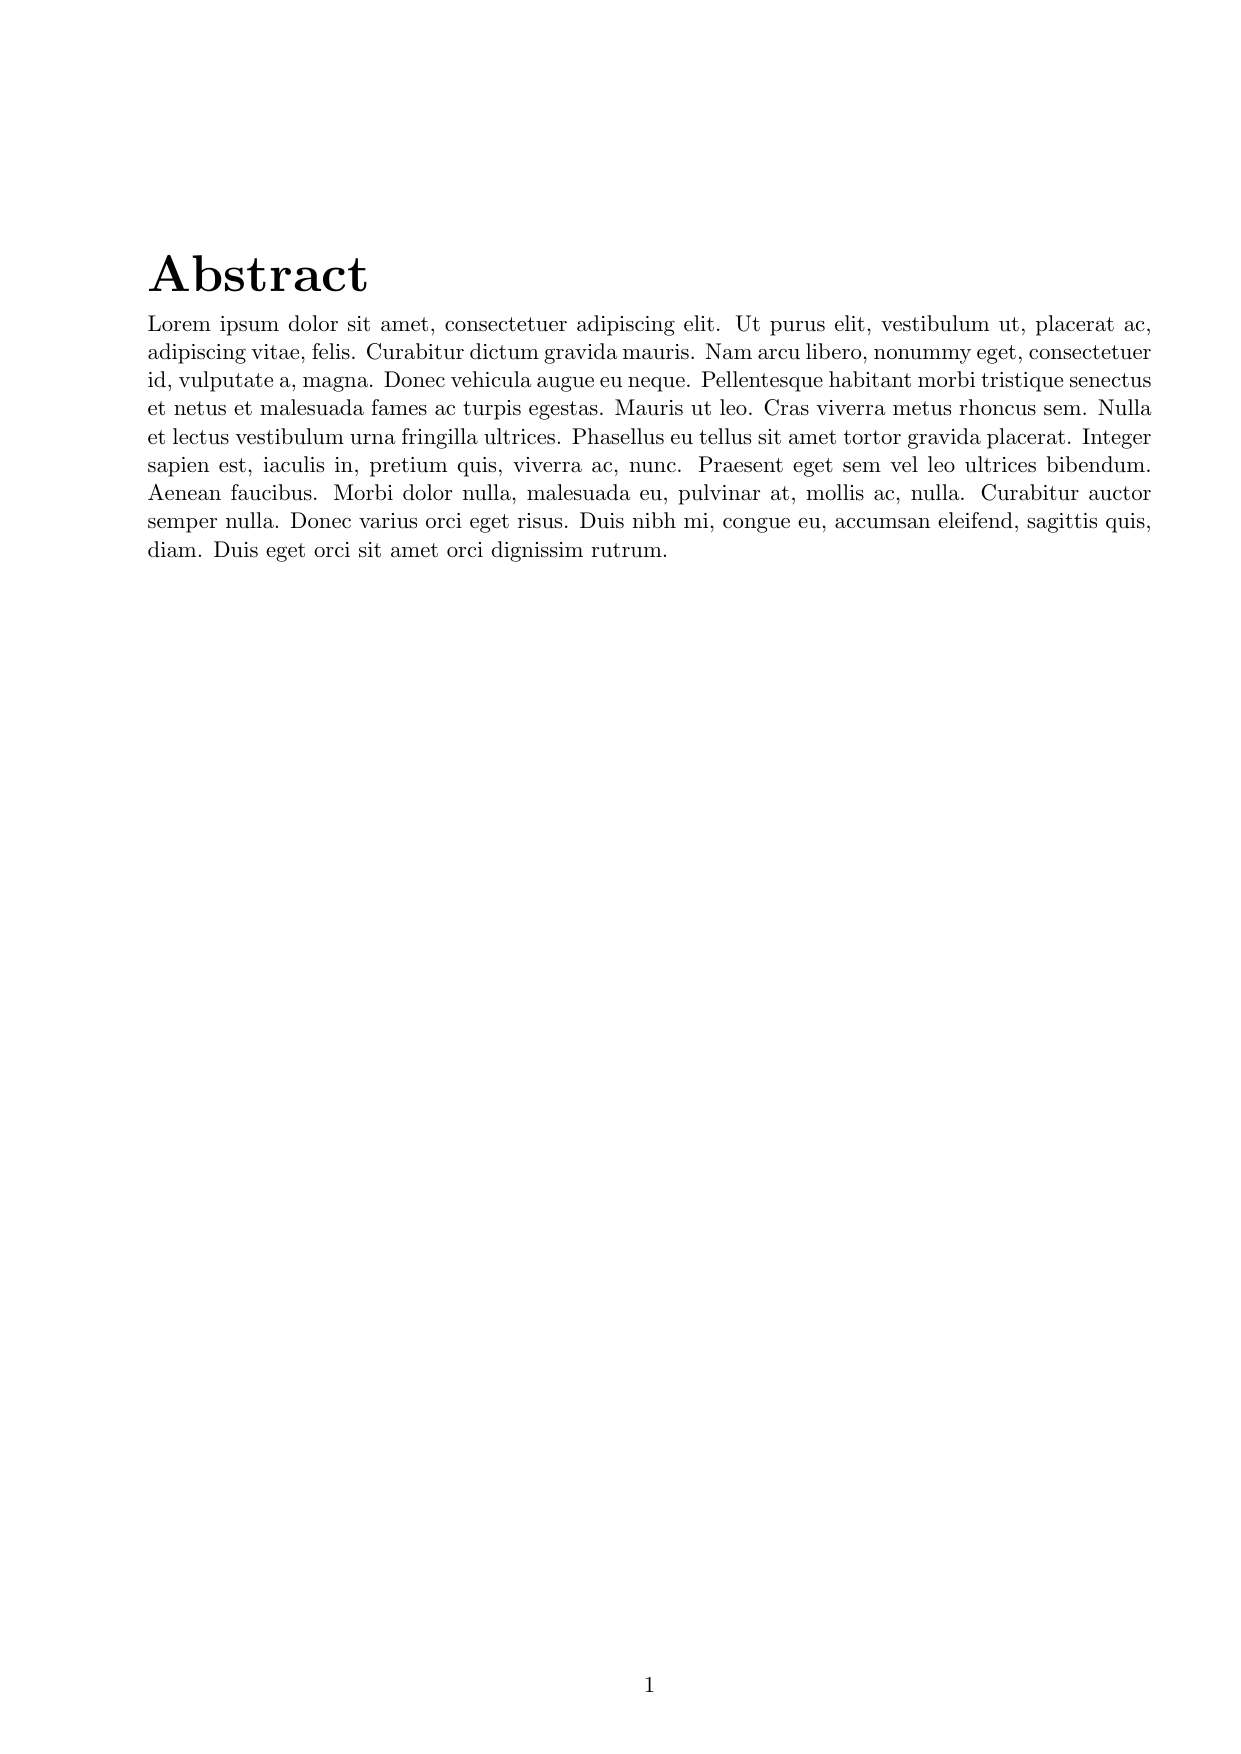 Abstract
Lorem ipsum dolor sit amet, consectetuer adipiscing elit. Ut purus elit, vestibulum ut, placerat ac,
adipiscing vitae, felis. Curabitur dictum gravida mauris. Nam arcu libero, nonummy eget, consectetuer
id, vulputate a, magna. Donec vehicula augue eu neque. Pellentesque habitant morbi tristique senectus
et netus et malesuada fames ac turpis egestas. Mauris ut leo. Cras viverra metus rhoncus sem. Nulla
et lectus vestibulum urna fringilla ultrices. Phasellus eu tellus sit amet tortor gravida placerat. Integer
sapien est, iaculis in, pretium quis, viverra ac, nunc. Praesent eget sem vel leo ultrices bibendum.
Aenean faucibus. Morbi dolor nulla, malesuada eu, pulvinar at, mollis ac, nulla. Curabitur auctor
semper nulla. Donec varius orci eget risus. Duis nibh mi, congue eu, accumsan eleifend, sagittis quis,
diam. Duis eget orci sit amet orci dignissim rutrum.
1